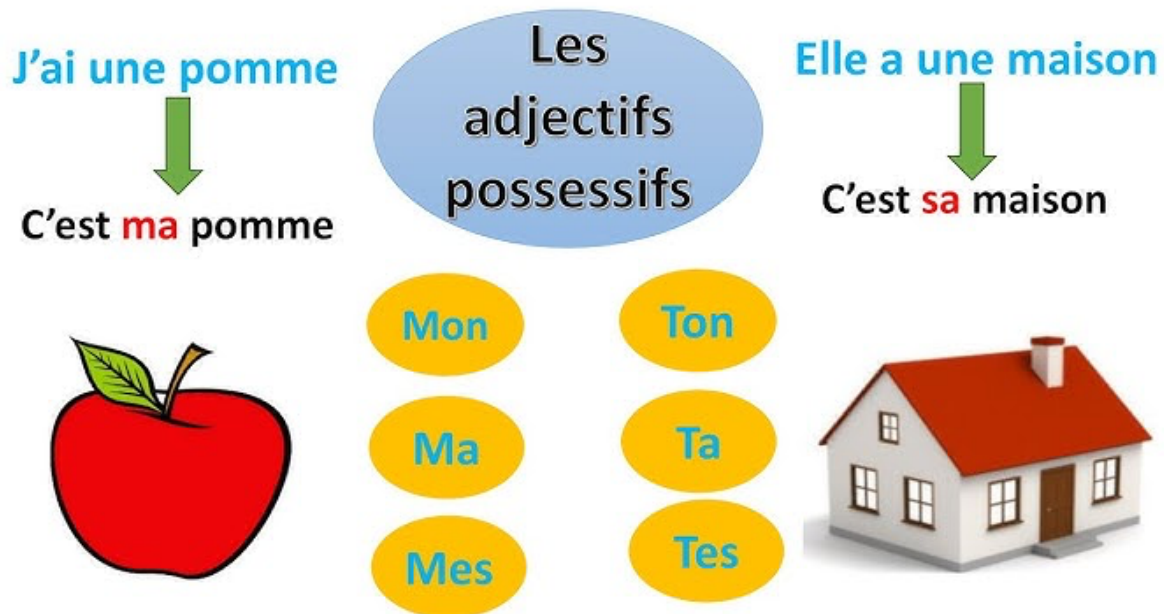 J'ai une pomme
C'est ma pomme
Les
adjectifs
possessifs
Elle a une maison
C'est sa maison
Mon
Ton
Ma
Ta
Mes
Tes